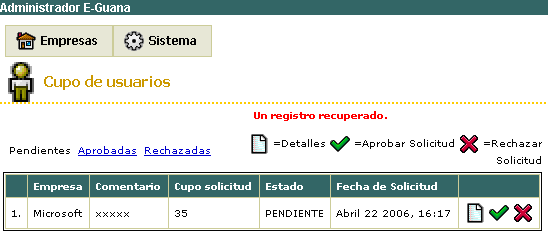 Administrador E-Guana
Empresas Sistema
Cupo de usuarios
Un registro recuperado.
=Detalles =Aprobar Solicitud =Rechazar Solicitud
Pendientes Aprobadas Rechazadas
Empresa Comentario Cupo solicitud Estado Fecha de Solicitud
1. Microsoft xxxxx 35 PENDIENTE Abril 22 2006, 16:17